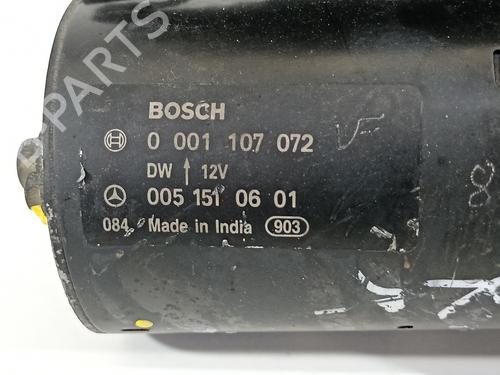 PARTS
BOSCH
0 001 107 072
DW ↑ 12V
005 151 06 01
084 Made in India 903